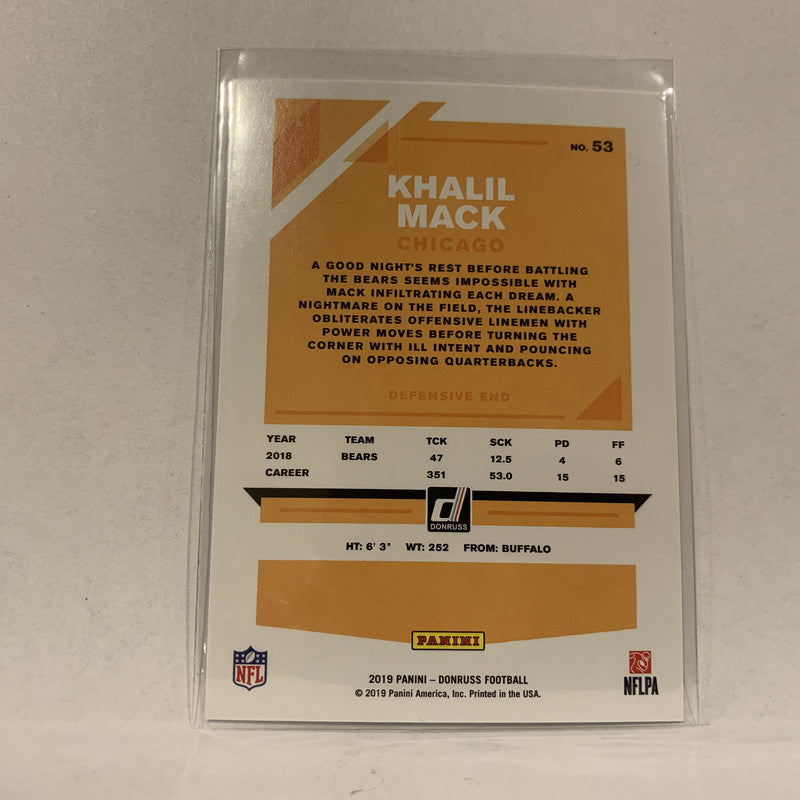 NO. 53
KHALIL
MACK
CHICAGO
A GOOD NIGHT'S REST BEFORE BATTLING
THE BEARS SEEMS IMPOSSIBLE WITH
MACK INFILTRATING EACH DREAM. A
NIGHTMARE ON THE FIELD, THE LINEBACKER
OBLITERATES OFFENSIVE LINEMEN WITH
POWER MOVES BEFORE TURNING THE
CORNER WITH ILL INTENT AND POUNCING
ON OPPOSING QUARTERBACKS.
DEFENSIVE END
YEAR TEAM TCK SCK PD FF
2018 BEARS 47 12.5 4 6
CAREER 351 53.0 15 15
d
DONRUSS
HT: 6' 3" WT: 252 FROM: BUFFALO
PANINI
NFL
NFLPA
2019 PANINI – DONRUSS FOOTBALL
© 2019 Panini America, Inc. Printed in the USA.